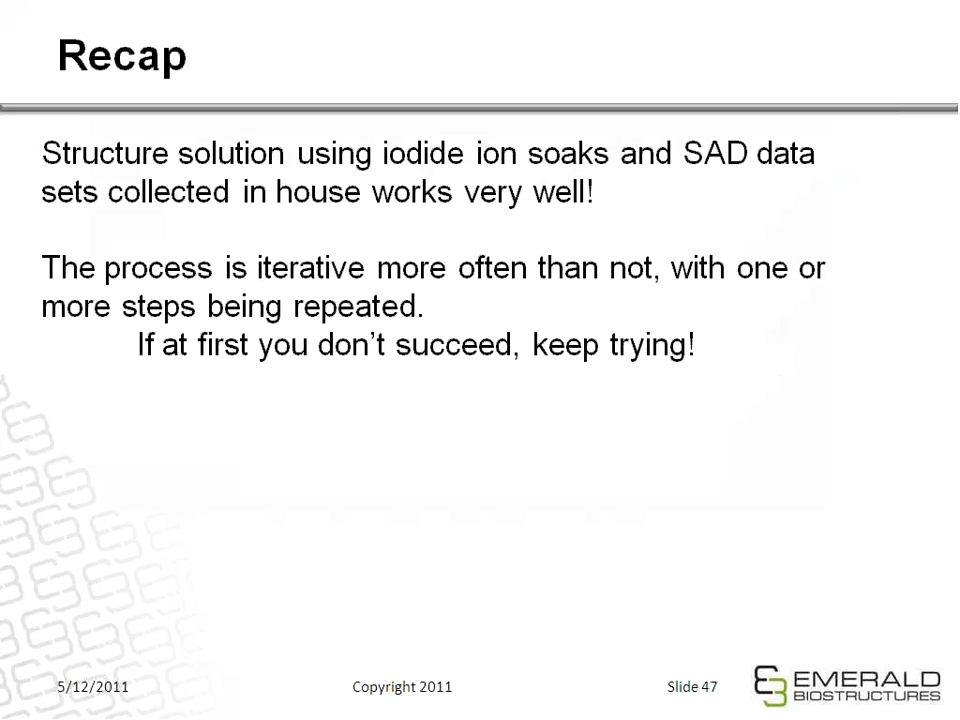 Recap
Structure solution using iodide ion soaks and SAD data
sets collected in house works very well!
The process is iterative more often than not, with one or
more steps being repeated.
If at first you don't succeed, keep trying!
5/12/2011
Copyright 2011
Slide 47
EMERALD
BIOSTRUCTURES